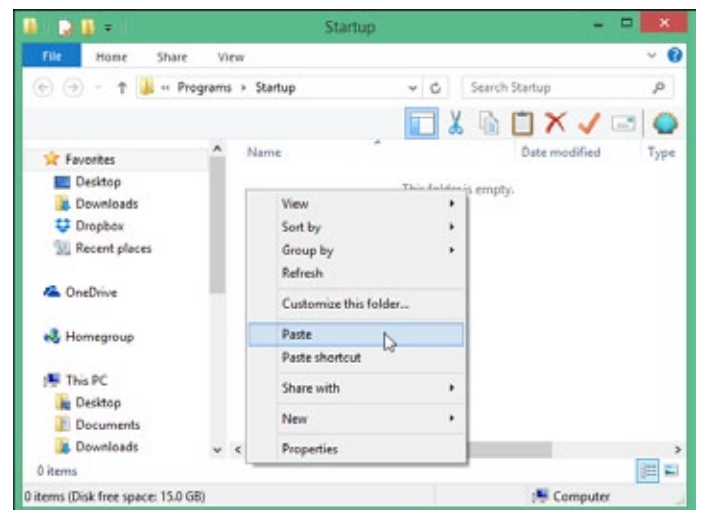 Startup
File Home Share View
« Programs › Startup
Search Startup
Name Date modified Type
This folder is empty.
Favorites
Desktop
Downloads
Dropbox
Recent places
OneDrive
Homegroup
This PC
Desktop
Documents
Downloads
View
Sort by
Group by
Refresh
Customize this folder...
Paste
Paste shortcut
Share with
New
Properties
0 items
0 items (Disk free space: 15.0 GB) Computer